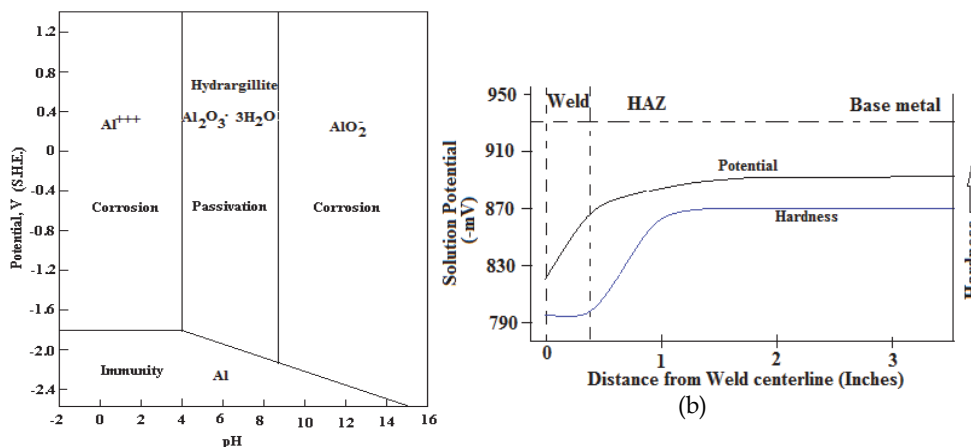 1.2
0.8
0.4
0
-0.4
-0.8
-1.2
-1.6
-2.0
-2.4
Potential, V (S.H.E.)
Hydrargillite
Al+++
Al2O3· 3H2O
AlO2-
Corrosion
Passivation
Corrosion
Immunity
Al
-2 0 2 4 6 8 10 12 14 16
pH
950
910
870
830
790
Solution Potential
(-mV)
Weld
HAZ
Base metal
Potential
Hardness
0 1 2 3
Distance from Weld centerline (Inches)
(b)